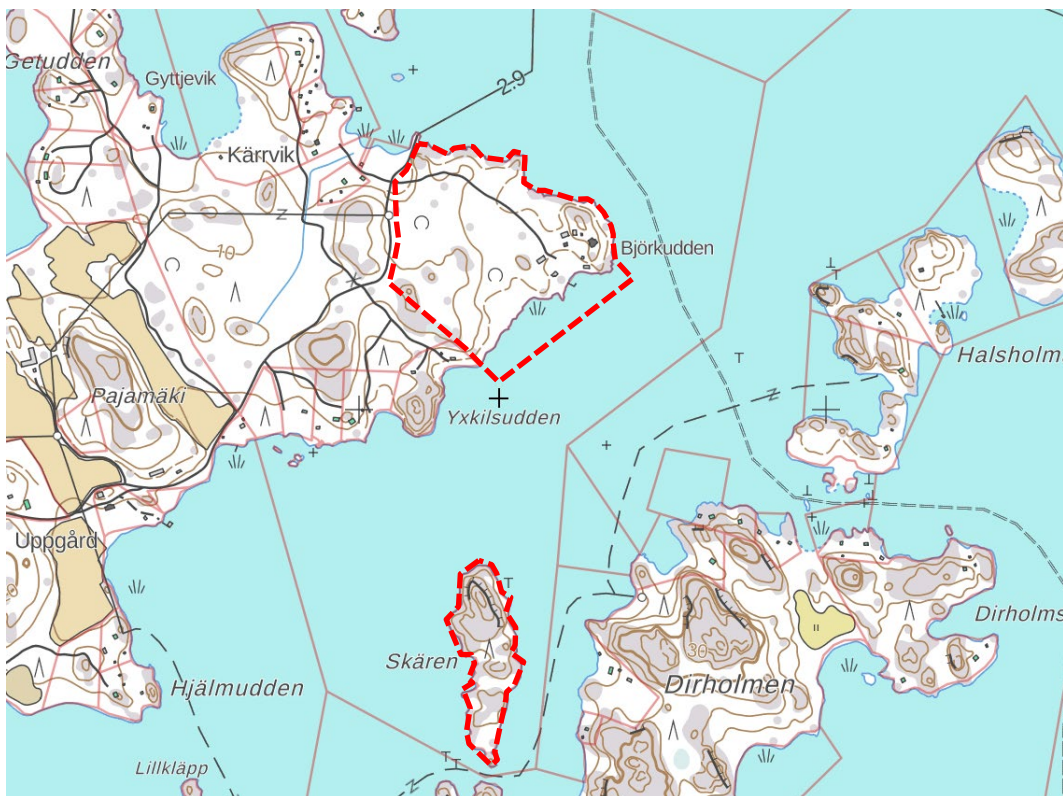 Getudden
Gyttjevik
2.9
Kärrvik
10
Björkudden
Halsholm
Pajamäki
Yxkilsudden
Uppgård
Dirholms
Skären
30
Dirholmen
Hjälmudden
Lillkläpp